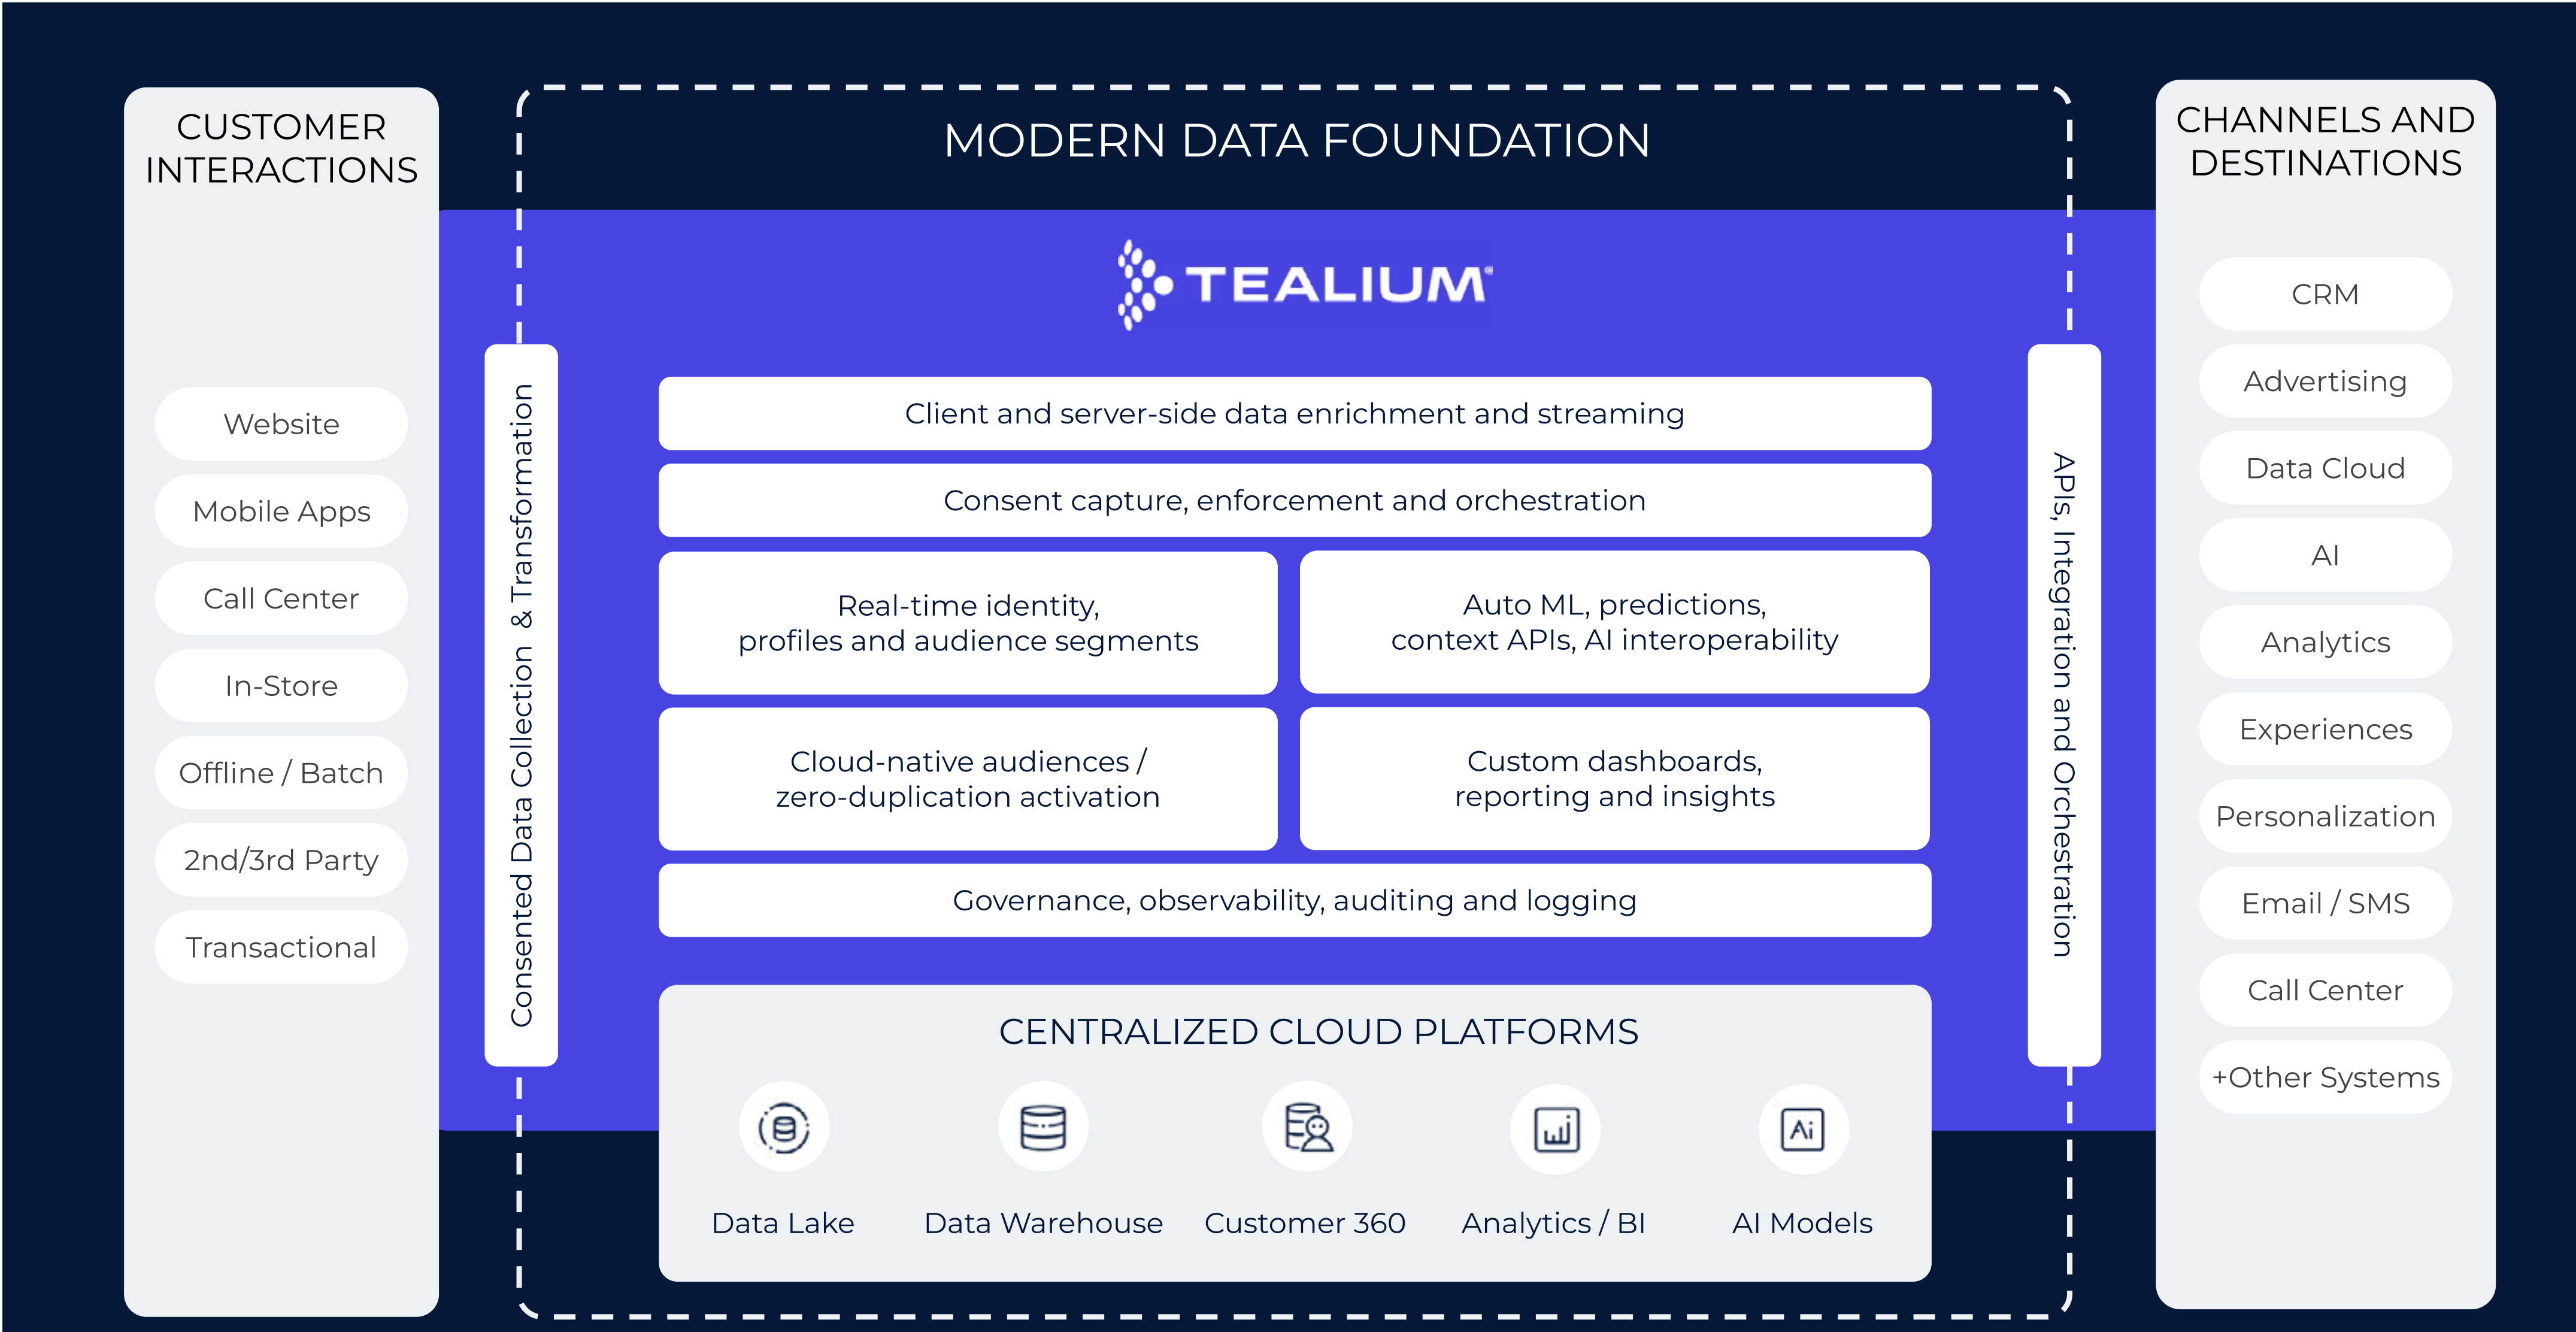 CUSTOMER
INTERACTIONS
Website
Mobile Apps
Call Center
In-Store
Offline / Batch
2nd/3rd Party
Transactional
Consented Data Collection & Transformation
MODERN DATA FOUNDATION
TEALIUM
Client and server-side data enrichment and streaming
Consent capture, enforcement and orchestration
Real-time identity,
profiles and audience segments
Auto ML, predictions,
context APIs, AI interoperability
Cloud-native audiences /
zero-duplication activation
Custom dashboards,
reporting and insights
Governance, observability, auditing and logging
CENTRALIZED CLOUD PLATFORMS
Ai
Data Lake
Data Warehouse
Customer 360
Analytics / BI
AI Models
APIs, Integration and Orchestration
CHANNELS AND
DESTINATIONS
CRM
Advertising
Data Cloud
AI
Analytics
Experiences
Personalization
Email / SMS
Call Center
+Other Systems